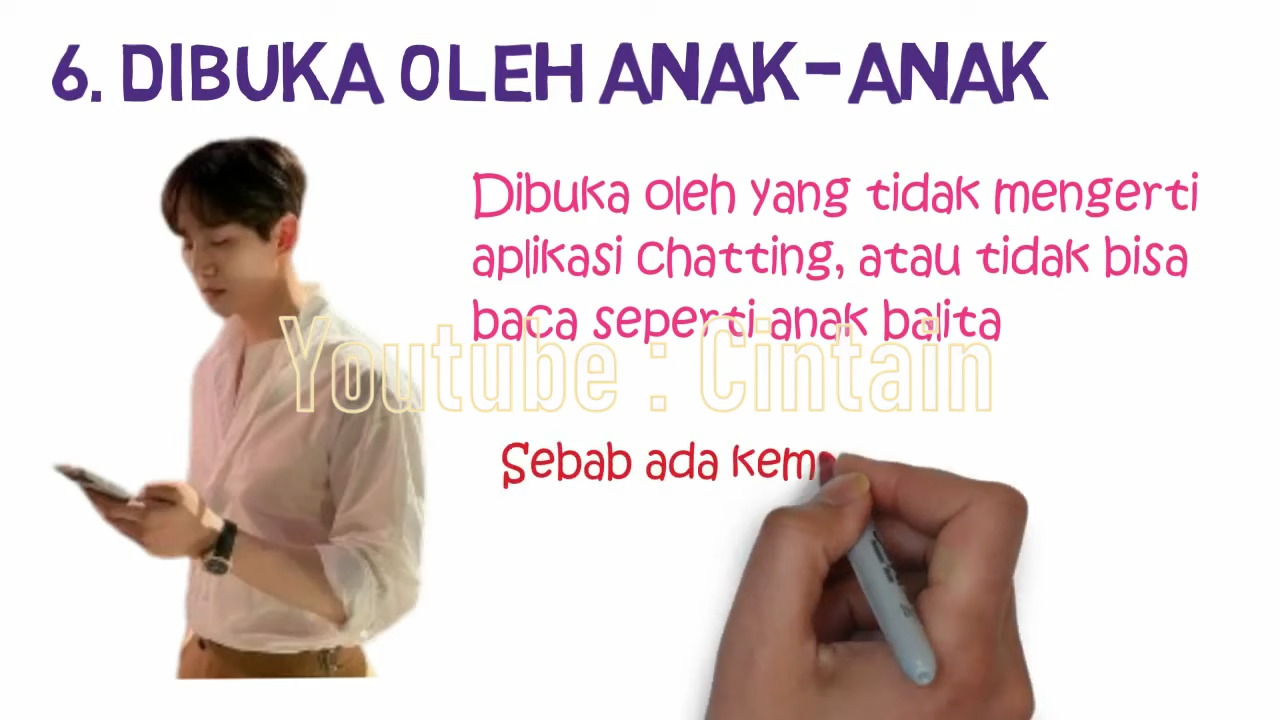 6. DIBUKA OLEH ANAK-ANAK
Dibuka oleh yang tidak mengerti
aplikasi chatting, atau tidak bisa
baca seperti anak balita
Youtube : Cintain
Sebab ada kem